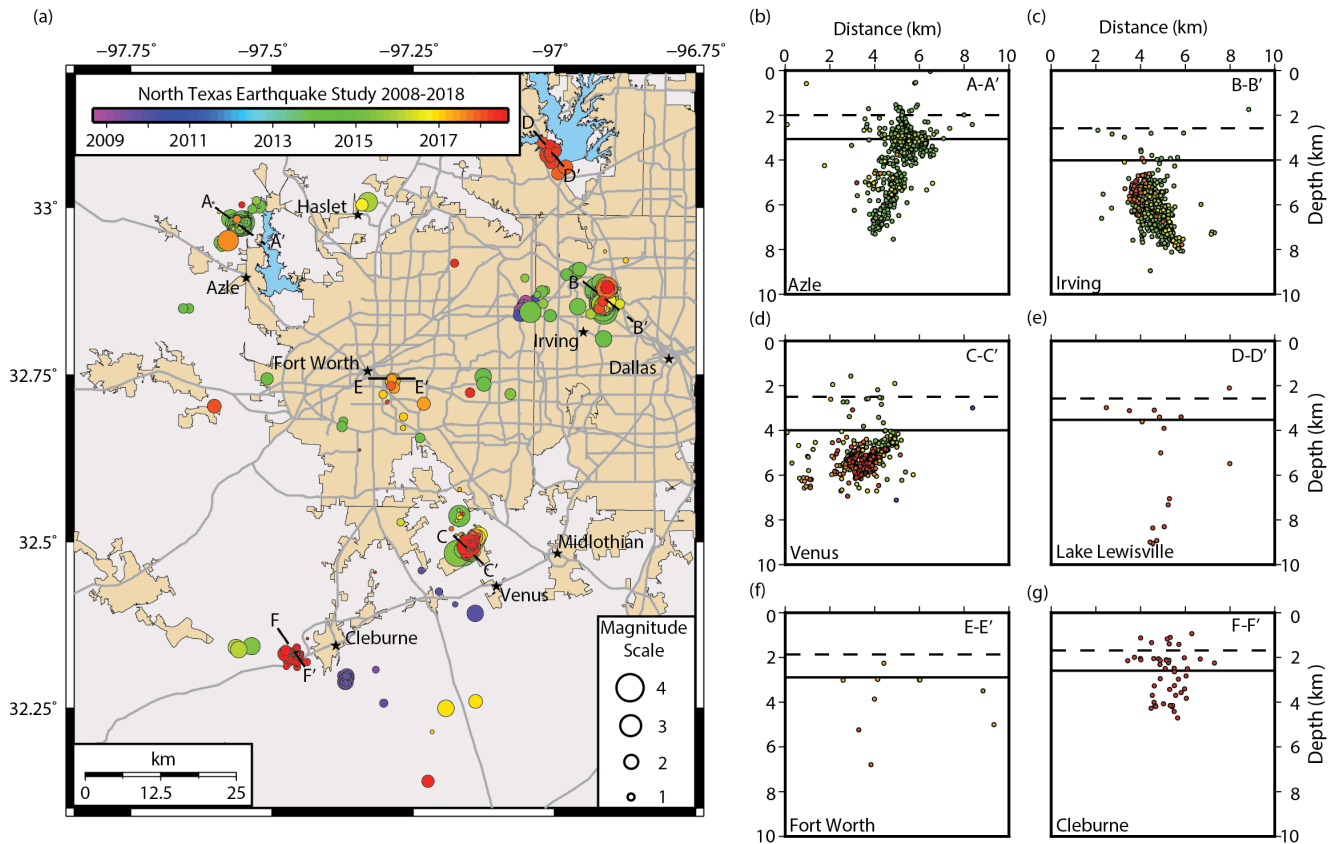 (a)
−97.75° −97.5° −97.25° −97° −96.75°
North Texas Earthquake Study 2008-2018
2009 2011 2013 2015 2017
33°
32.75°
32.5°
32.25°
D
D’
A
A’
Haslet
Azle
B
B’
Irving
Dallas
Fort Worth
E E’
C
C’
Midlothian
Venus
F
F’
Cleburne
Magnitude
Scale
4
3
2
1
km
0 12.5 25
(b)
Distance (km)
0 2 4 6 8 10
0
2
4
6
8
10
A-A’
Azle
(c)
Distance (km)
0 2 4 6 8 10
B-B’
Irving
0
2
4
6
8
10
Depth (km)
(d)
0
2
4
6
8
10
C-C’
Venus
(e)
D-D’
Lake Lewisville
0
2
4
6
8
10
Depth (km)
(f)
0
2
4
6
8
10
E-E’
Fort Worth
(g)
F-F’
Cleburne
0
2
4
6
8
10
Depth (km)